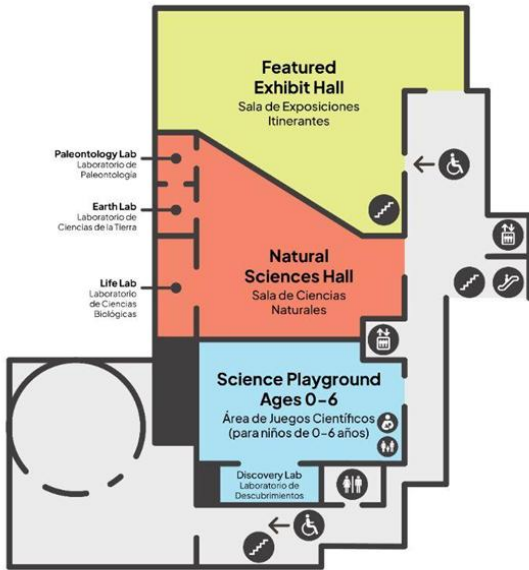 Featured
Exhibit Hall
Sala de Exposiciones
Itinerantes
Paleontology Lab
Laboratorio de
Paleontología
Earth Lab
Laboratorio de
Ciencias de la Tierra
Life Lab
Laboratorio
de Ciencias
Biológicas
Natural
Sciences Hall
Sala de Ciencias
Naturales
Science Playground
Ages 0-6
Área de Juegos Científicos
(para niños de 0-6 años)
Discovery Lab
Laboratorio de
Descubrimientos